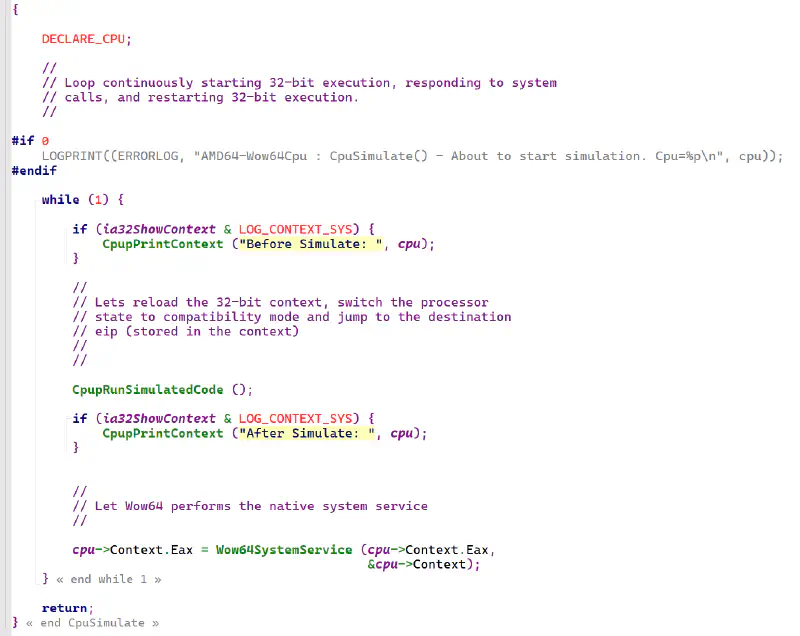 {
DECLARE_CPU;
//
// Loop continuously starting 32-bit execution, responding to system
// calls, and restarting 32-bit execution.
//
#if 0
LOGPRINT((ERRORLOG, "AMD64-Wow64Cpu : CpuSimulate() - About to start simulation. Cpu=%p\n", cpu));
#endif
while (1) {
if (ia32ShowContext & LOG_CONTEXT_SYS) {
CpupPrintContext ("Before Simulate: ", cpu);
}
//
// Lets reload the 32-bit context, switch the processor
// state to compatibility mode and jump to the destination
// eip (stored in the context)
//
//
CpupRunSimulatedCode ();
if (ia32ShowContext & LOG_CONTEXT_SYS) {
CpupPrintContext ("After Simulate: ", cpu);
}
//
// Let Wow64 performs the native system service
//
cpu->Context.Eax = Wow64SystemService (cpu->Context.Eax,
&cpu->Context);
} « end while 1 »
return;
} « end CpuSimulate »